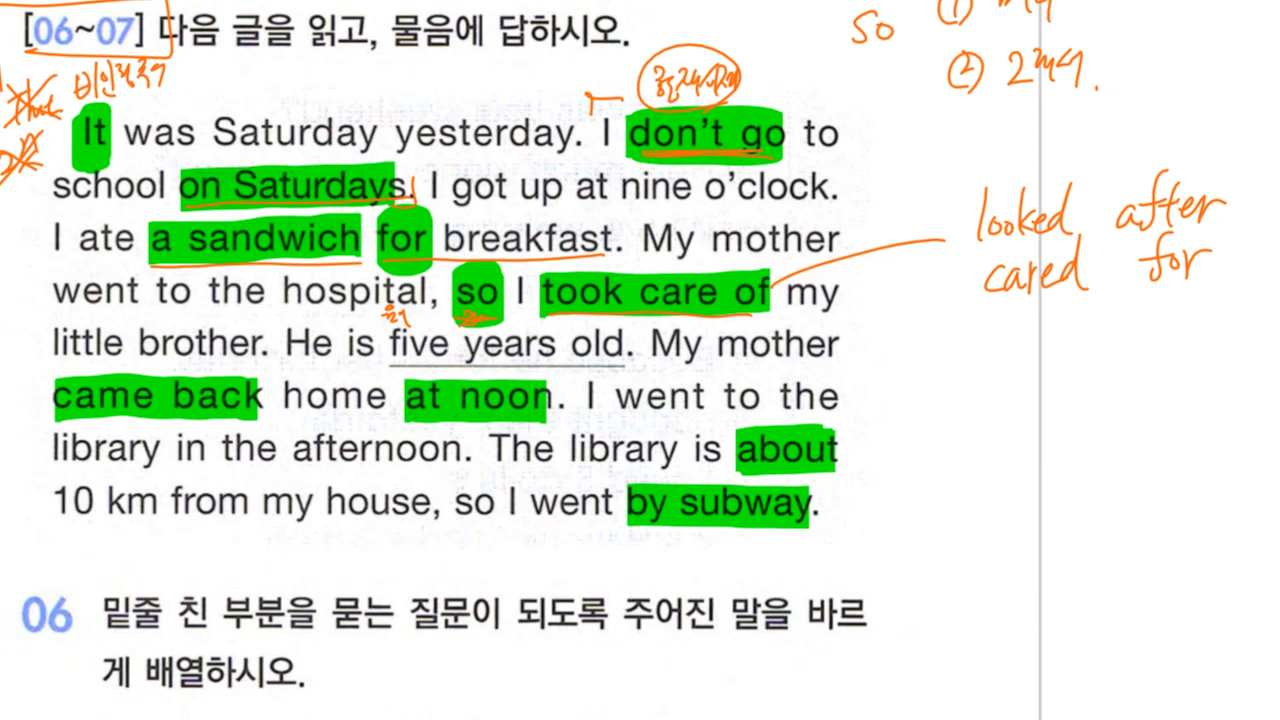 [06~07] 다음 글을 읽고, 물음에 답하시오.
so
②
비인칭주어
It was Saturday yesterday. I don't go to
school on Saturdays. I got up at nine o'clock.
I ate a sandwich for breakfast. My mother
went to the hospital, so I took care of my
little brother. He is five years old. My mother
came back home at noon. I went to the
library in the afternoon. The library is about
10 km from my house, so I went by subway.
looked after
cared for
06 밑줄 친 부분을 묻는 질문이 되도록 주어진 말을 바르
게 배열하시오.